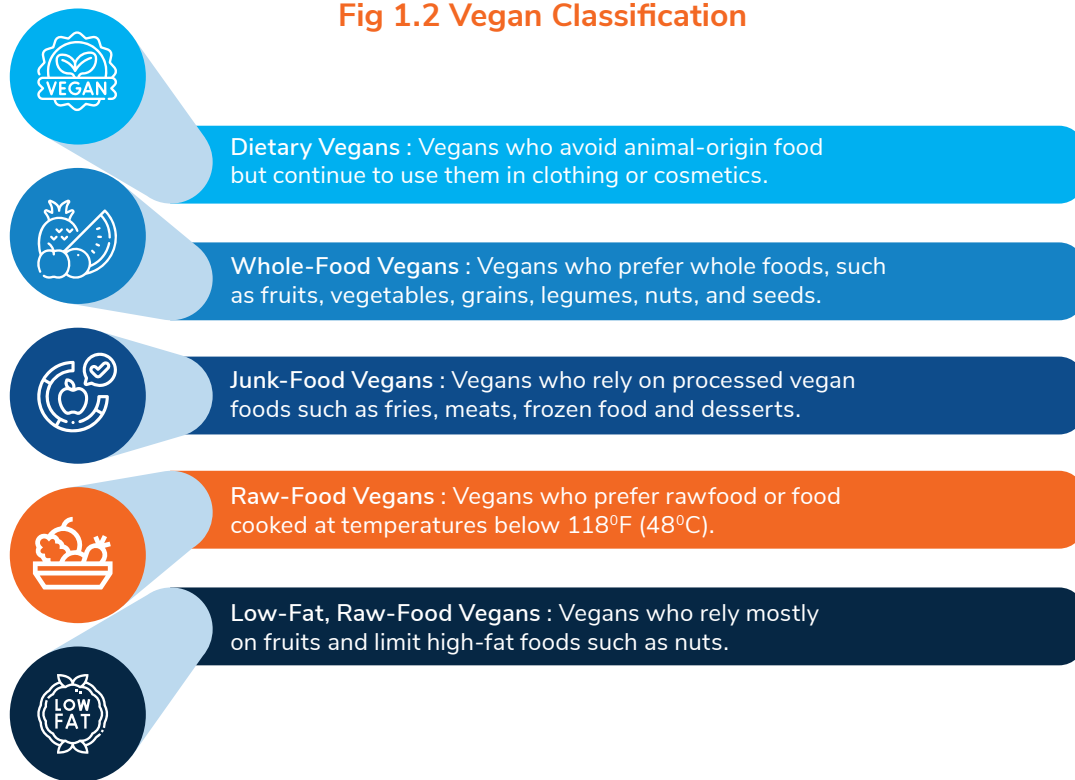 Fig 1.2 Vegan Classification
VEGAN
Dietary Vegans : Vegans who avoid animal-origin food
but continue to use them in clothing or cosmetics.
Whole-Food Vegans : Vegans who prefer whole foods, such
as fruits, vegetables, grains, legumes, nuts, and seeds.
Junk-Food Vegans : Vegans who rely on processed vegan
foods such as fries, meats, frozen food and desserts.
Raw-Food Vegans : Vegans who prefer rawfood or food
cooked at temperatures below 118⁰F (48⁰C).
Low-Fat, Raw-Food Vegans : Vegans who rely mostly
on fruits and limit high-fat foods such as nuts.
LOW
FAT